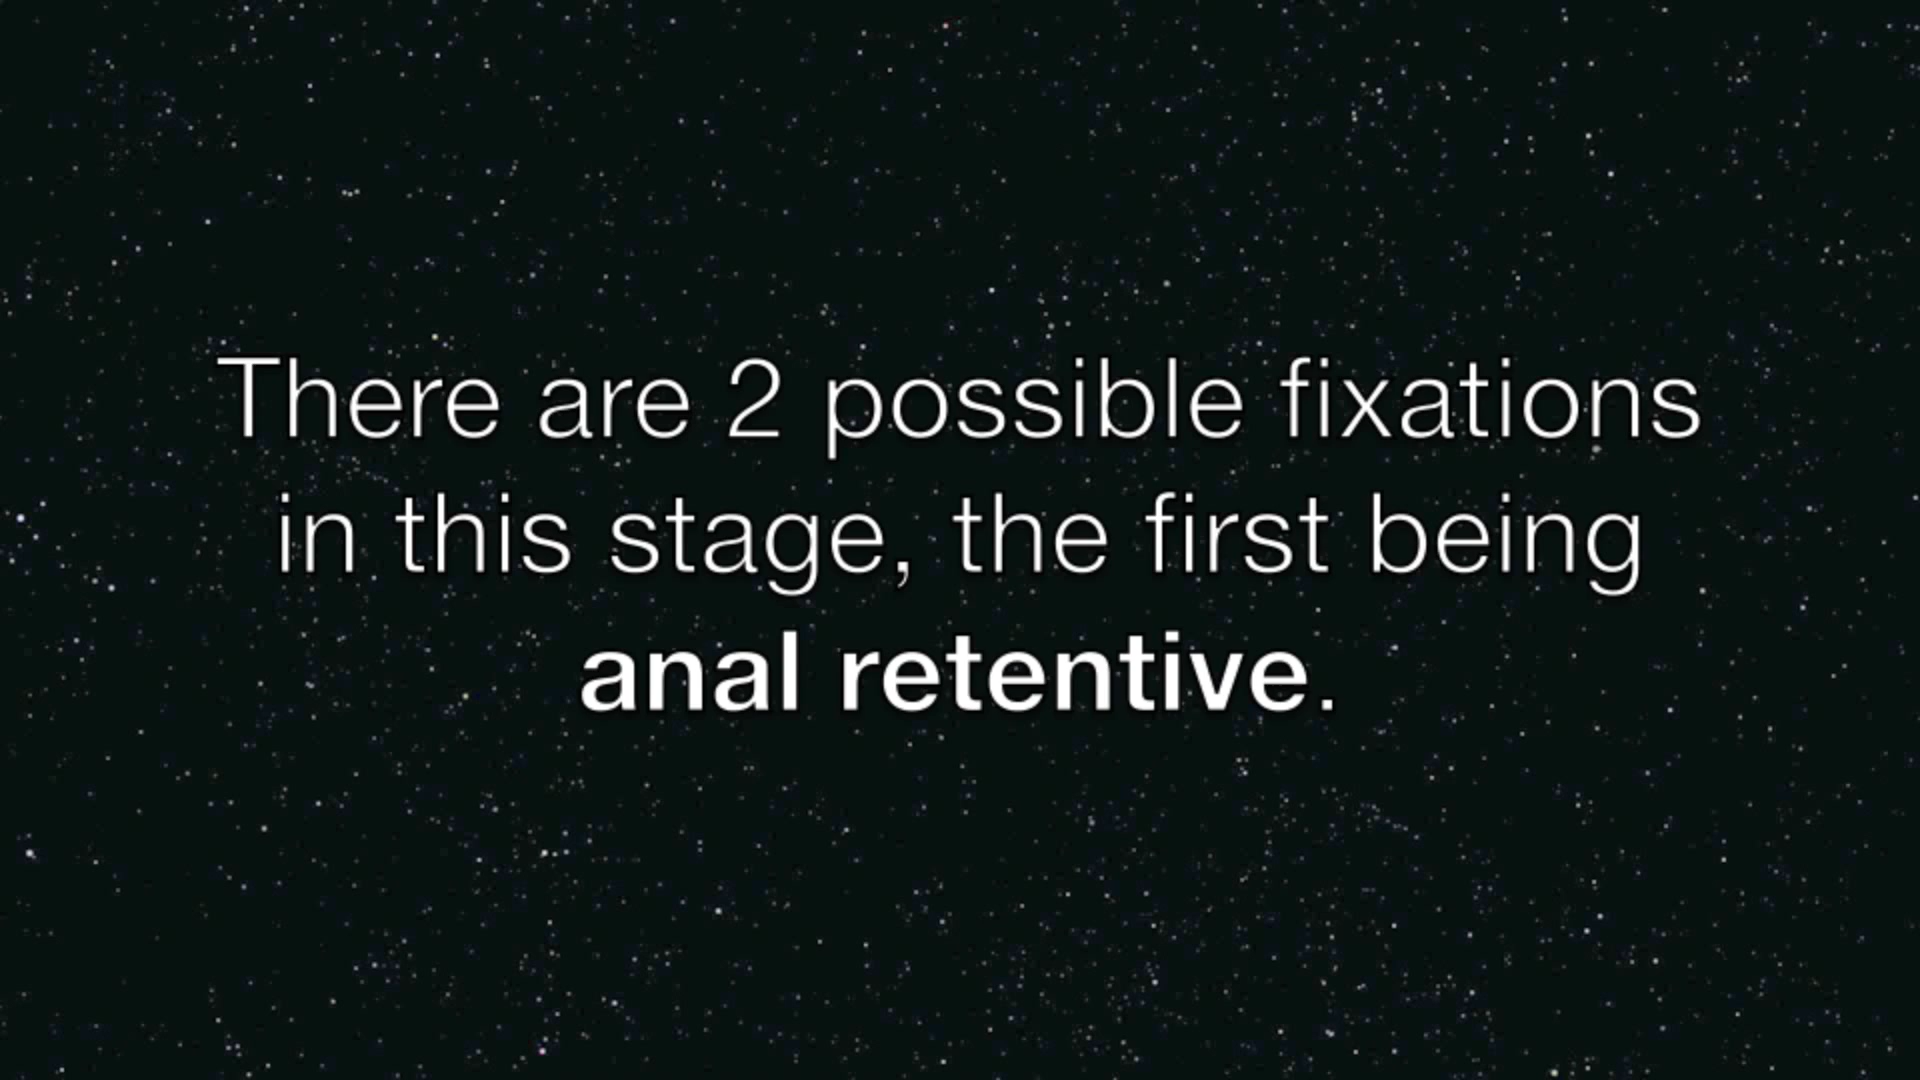 There are 2 possible fixations
in this stage, the first being
anal retentive.